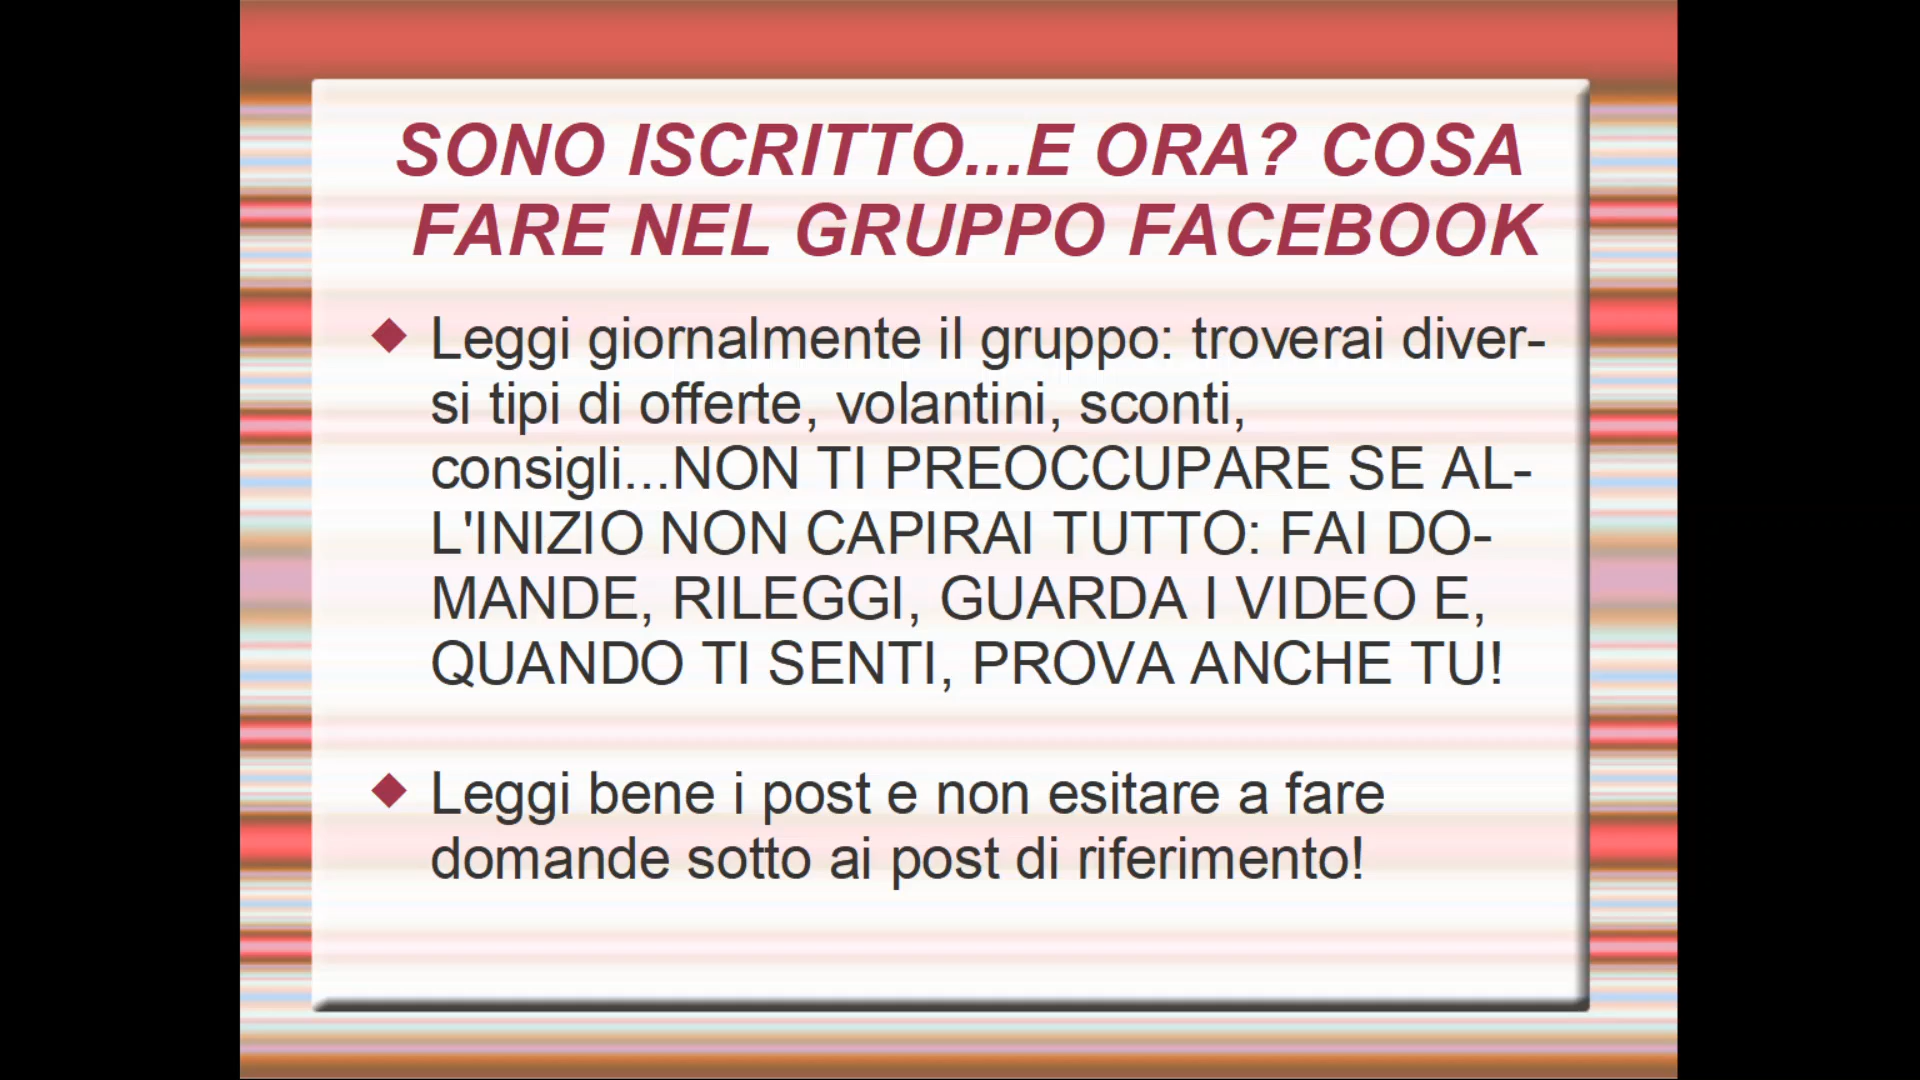 SONO ISCRITTO...E ORA? COSA
FARE NEL GRUPPO FACEBOOK
Leggi giornalmente il gruppo: troverai diver-
si tipi di offerte, volantini, sconti,
consigli...NON TI PREOCCUPARE SE AL-
L'INIZIO NON CAPIRAI TUTTO: FAI DO-
MANDE, RILEGGI, GUARDA I VIDEO E,
QUANDO TI SENTI, PROVA ANCHE TU!
Leggi bene i post e non esitare a fare
domande sotto ai post di riferimento!